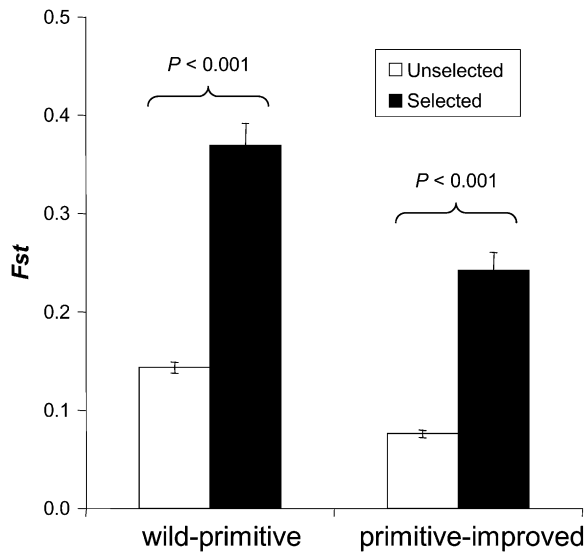 0.5
P < 0.001
Unselected
Selected
0.4
P < 0.001
0.3
Fst
0.2
0.1
0.0
wild-primitive
primitive-improved